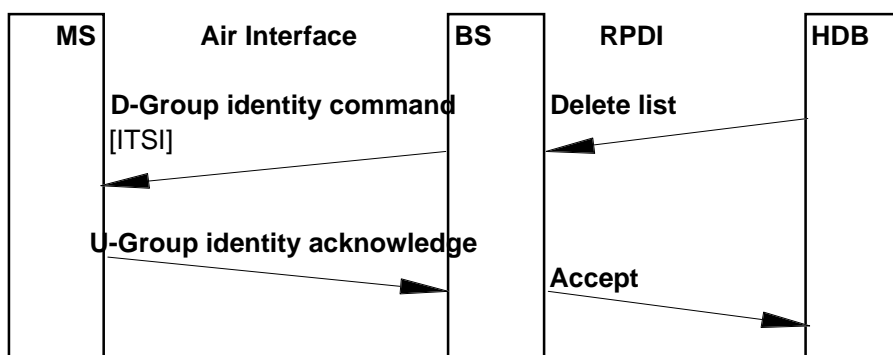 MS Air Interface BS RPDI HDB
D-Group identity command Delete list
[ITSI]
U-Group identity acknowledge
Accept